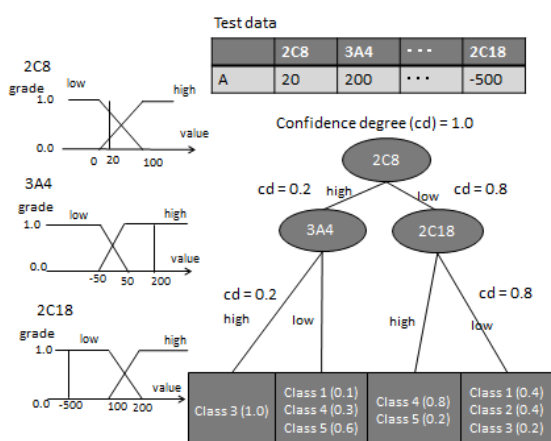 Test data
2C8 3A4 ··· 2C18
A 20 200 ··· -500
2C8
low
high
grade
1.0
value
0.0
0 20 100
3A4
grade
low
high
1.0
value
0.0
-50 50 200
2C18
grade
low
high
1.0
value
0.0
-500 100 200
Confidence degree (cd) = 1.0
2C8
cd = 0.2 high low cd = 0.8
3A4 2C18
cd = 0.2
high
low
high
low
cd = 0.8
Class 3 (1.0)
Class 1 (0.1)
Class 4 (0.3)
Class 5 (0.6)
Class 4 (0.8)
Class 5 (0.2)
Class 1 (0.4)
Class 2 (0.4)
Class 3 (0.2)